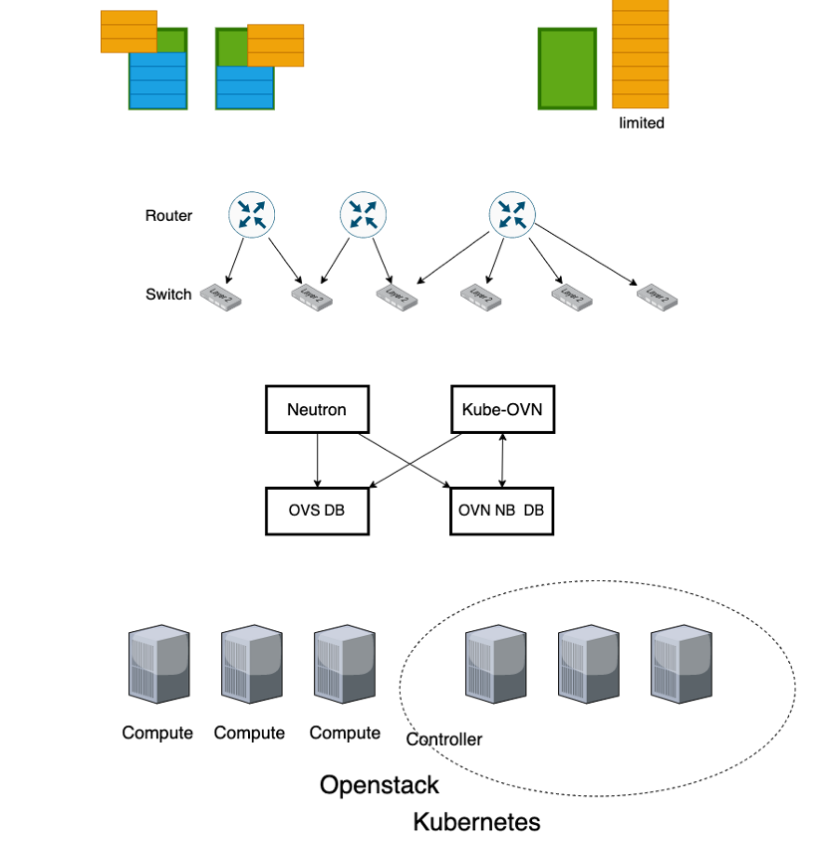 limited
Router
Switch
Layer 2
Layer 2
Layer 2
Layer 2
Layer 2
Layer 2
Neutron
Kube-OVN
OVS DB
OVN NB DB
Compute
Compute
Compute
Controller
Openstack
Kubernetes